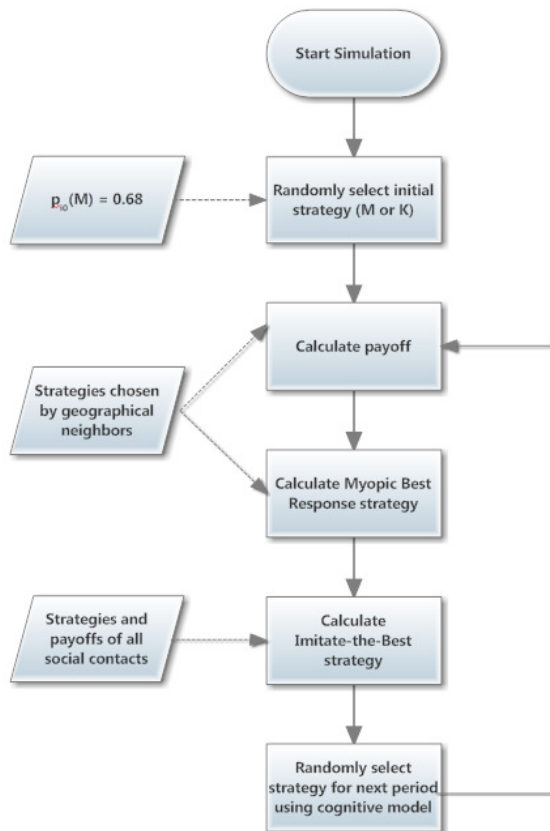 Start Simulation
Randomly select initial
strategy (M or K)
p_i0(M) = 0.68
Calculate payoff
Strategies chosen
by geographical
neighbors
Calculate Myopic Best
Response strategy
Strategies and
payoffs of all
social contacts
Calculate
Imitate-the-Best
strategy
Randomly select
strategy for next period
using cognitive model